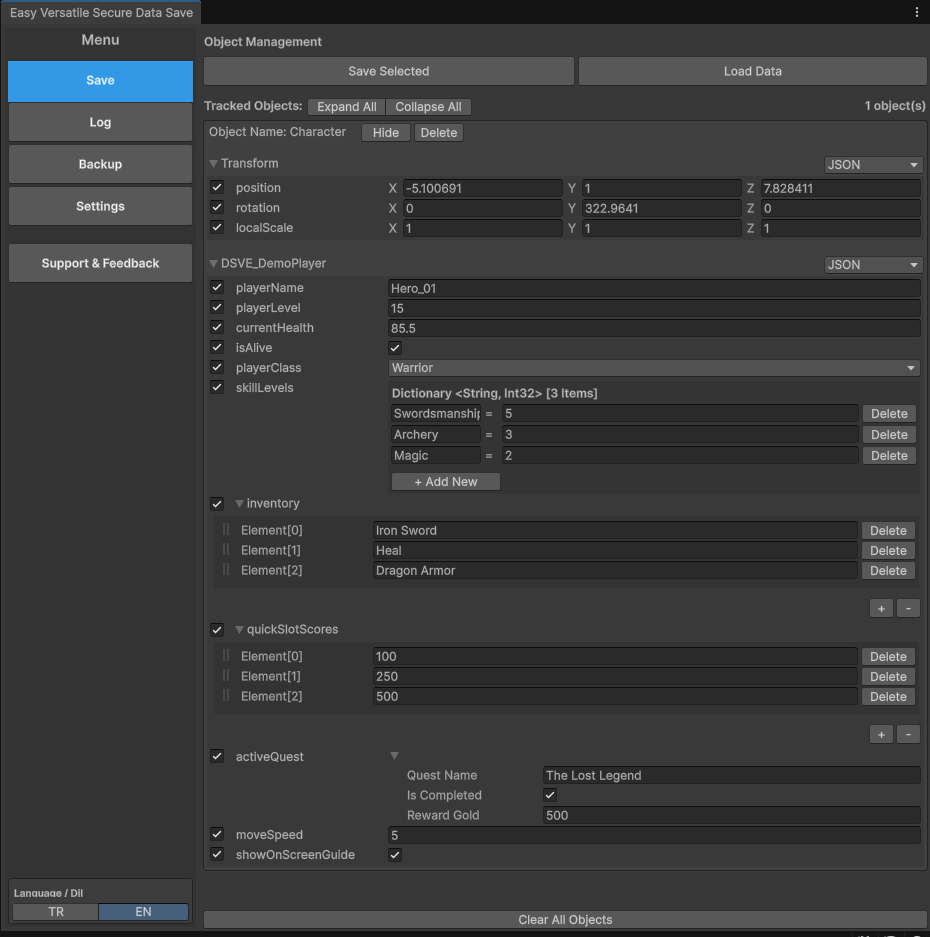 Easy Versatile Secure Data Save
Menu
Save
Log
Backup
Settings
Support & Feedback
Language / Dil
TR EN
Object Management
Save Selected Load Data
Tracked Objects: Expand All Collapse All 1 object(s)
Object Name: Character Hide Delete
Transform JSON
position X -5.100691 Y 1 Z 7.828411
rotation X 0 Y 322.9641 Z 0
localScale X 1 Y 1 Z 1
DSVE_DemoPlayer JSON
playerName Hero_01
playerLevel 15
currentHealth 85.5
isAlive
playerClass Warrior
skillLevels
Dictionary <String, Int32> [3 Items]
Swordsmanship = 5 Delete
Archery = 3 Delete
Magic = 2 Delete
+ Add New
inventory
Element[0] Iron Sword Delete
Element[1] Heal Delete
Element[2] Dragon Armor Delete
+ -
quickSlotScores
Element[0] 100 Delete
Element[1] 250 Delete
Element[2] 500 Delete
+ -
activeQuest
Quest Name The Lost Legend
Is Completed
Reward Gold 500
moveSpeed 5
showOnScreenGuide
Clear All Objects